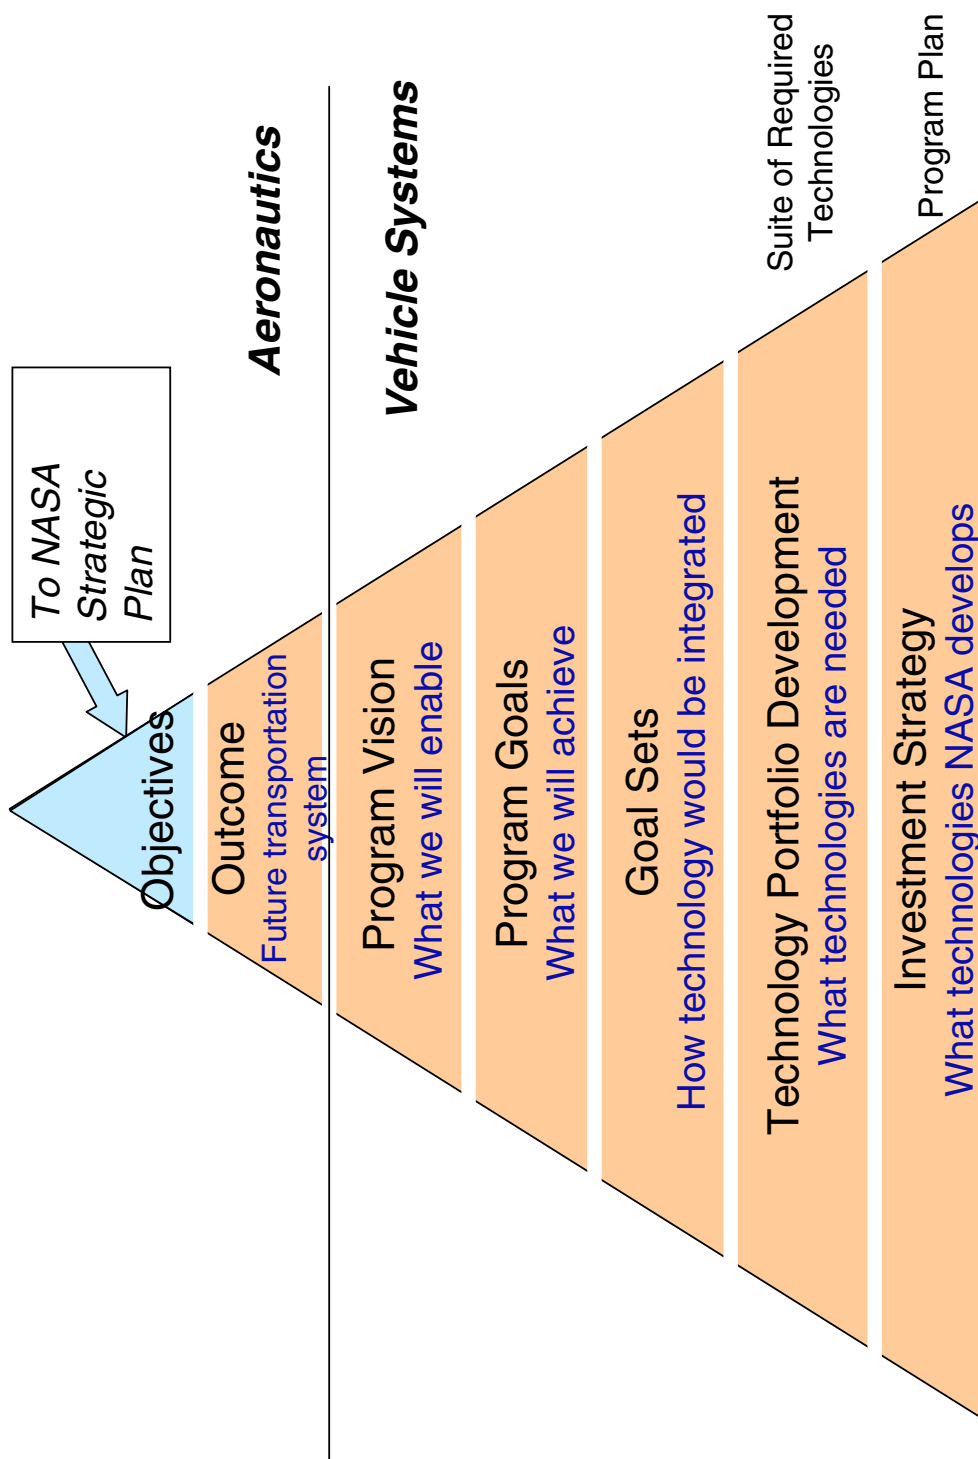 To NASA
Strategic
Plan
Aeronautics
Vehicle Systems
Objectives
Outcome
Future transportation
system
Program Vision
What we will enable
Program Goals
What we will achieve
Goal Sets
How technology would be integrated
Technology Portfolio Development
What technologies are needed
Suite of Required
Technologies
Investment Strategy
What technologies NASA develops
Program Plan